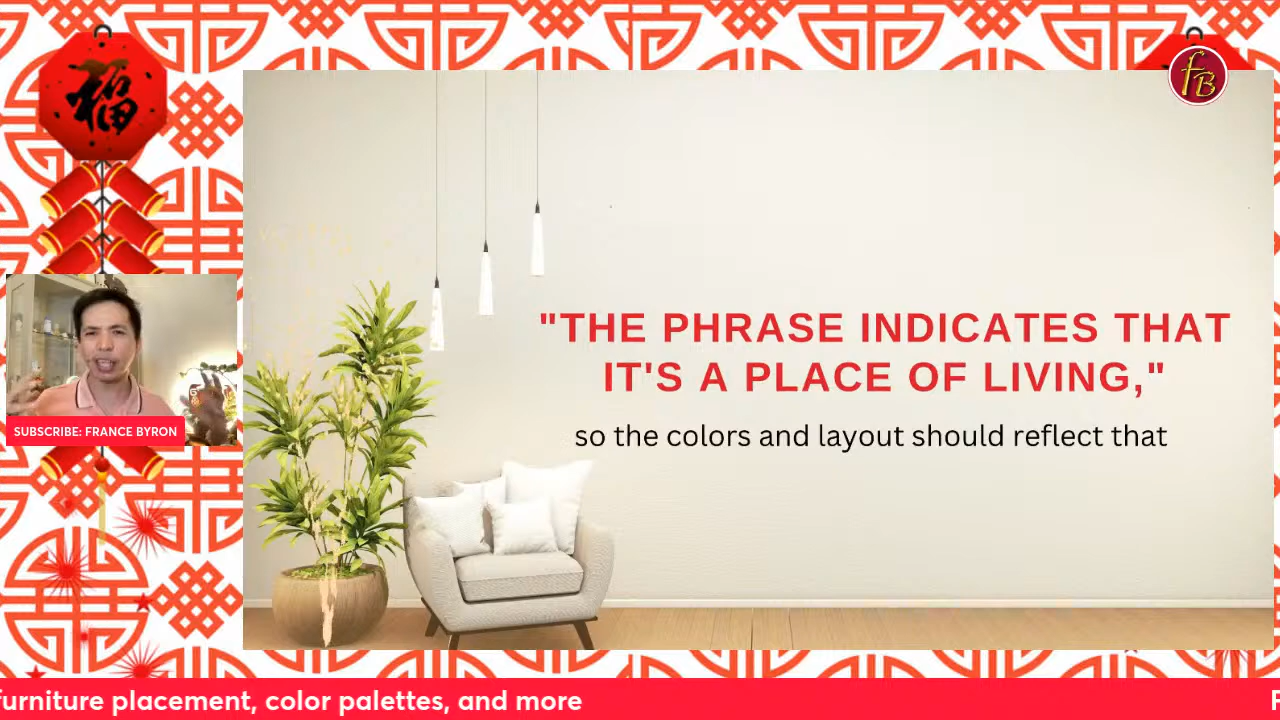 福
fB
"THE PHRASE INDICATES THAT
IT'S A PLACE OF LIVING,"
so the colors and layout should reflect that
SUBSCRIBE: FRANCE BYRON
furniture placement, color palettes, and more